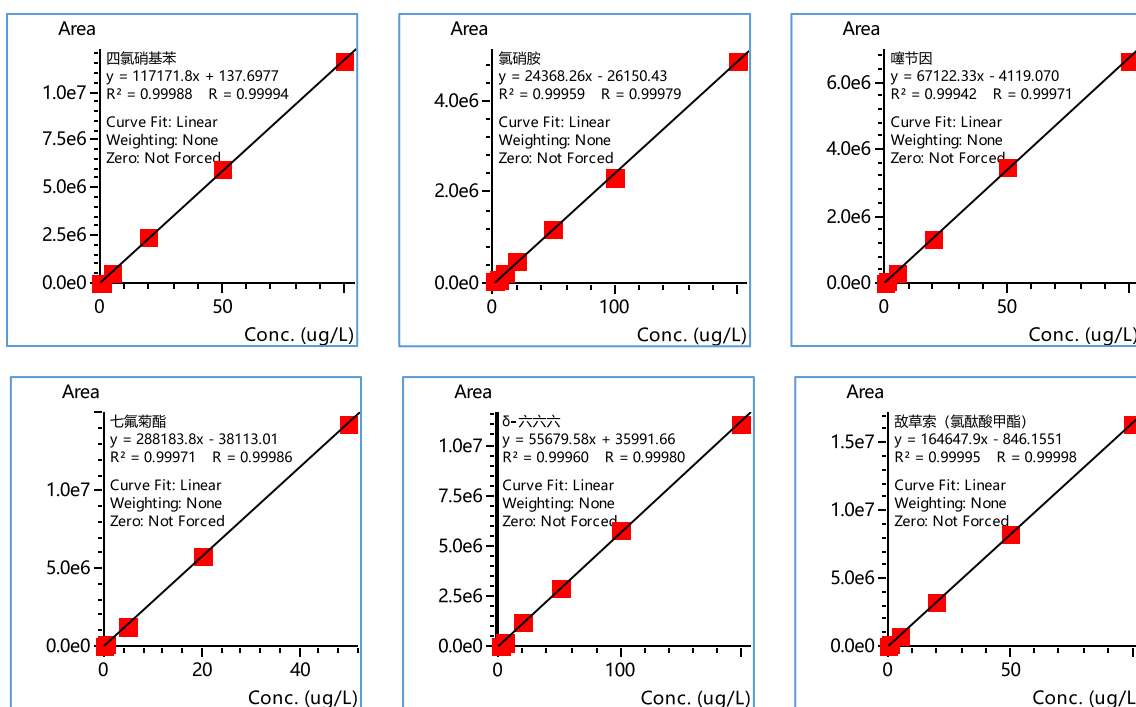 Area
四氯硝基苯
y = 117171.8x + 137.6977
R² = 0.99988 R = 0.99994
Curve Fit: Linear
Weighting: None
Zero: Not Forced
1.0e7
7.5e6
5.0e6
2.5e6
0.0e0
0 50
Conc. (ug/L)
Area
氯硝胺
y = 24368.26x - 26150.43
R² = 0.99959 R = 0.99979
Curve Fit: Linear
Weighting: None
Zero: Not Forced
4.0e6
2.0e6
0.0e0
0 100
Conc. (ug/L)
Area
噻节因
y = 67122.33x - 4119.070
R² = 0.99942 R = 0.99971
Curve Fit: Linear
Weighting: None
Zero: Not Forced
6.0e6
4.0e6
2.0e6
0.0e0
0 50
Conc. (ug/L)
Area
七氟菊酯
y = 288183.8x - 38113.01
R² = 0.99971 R = 0.99986
Curve Fit: Linear
Weighting: None
Zero: Not Forced
1.0e7
5.0e6
0.0e0
0 20 40
Conc. (ug/L)
Area
δ-六六六
y = 55679.58x + 35991.66
R² = 0.99960 R = 0.99980
Curve Fit: Linear
Weighting: None
Zero: Not Forced
1.0e7
7.5e6
5.0e6
2.5e6
0.0e0
0 100
Conc. (ug/L)
Area
敌草索（氯酞酸甲酯）
y = 164647.9x - 846.1551
R² = 0.99995 R = 0.99998
Curve Fit: Linear
Weighting: None
Zero: Not Forced
1.5e7
1.0e7
5.0e6
0.0e0
0 50
Conc. (ug/L)